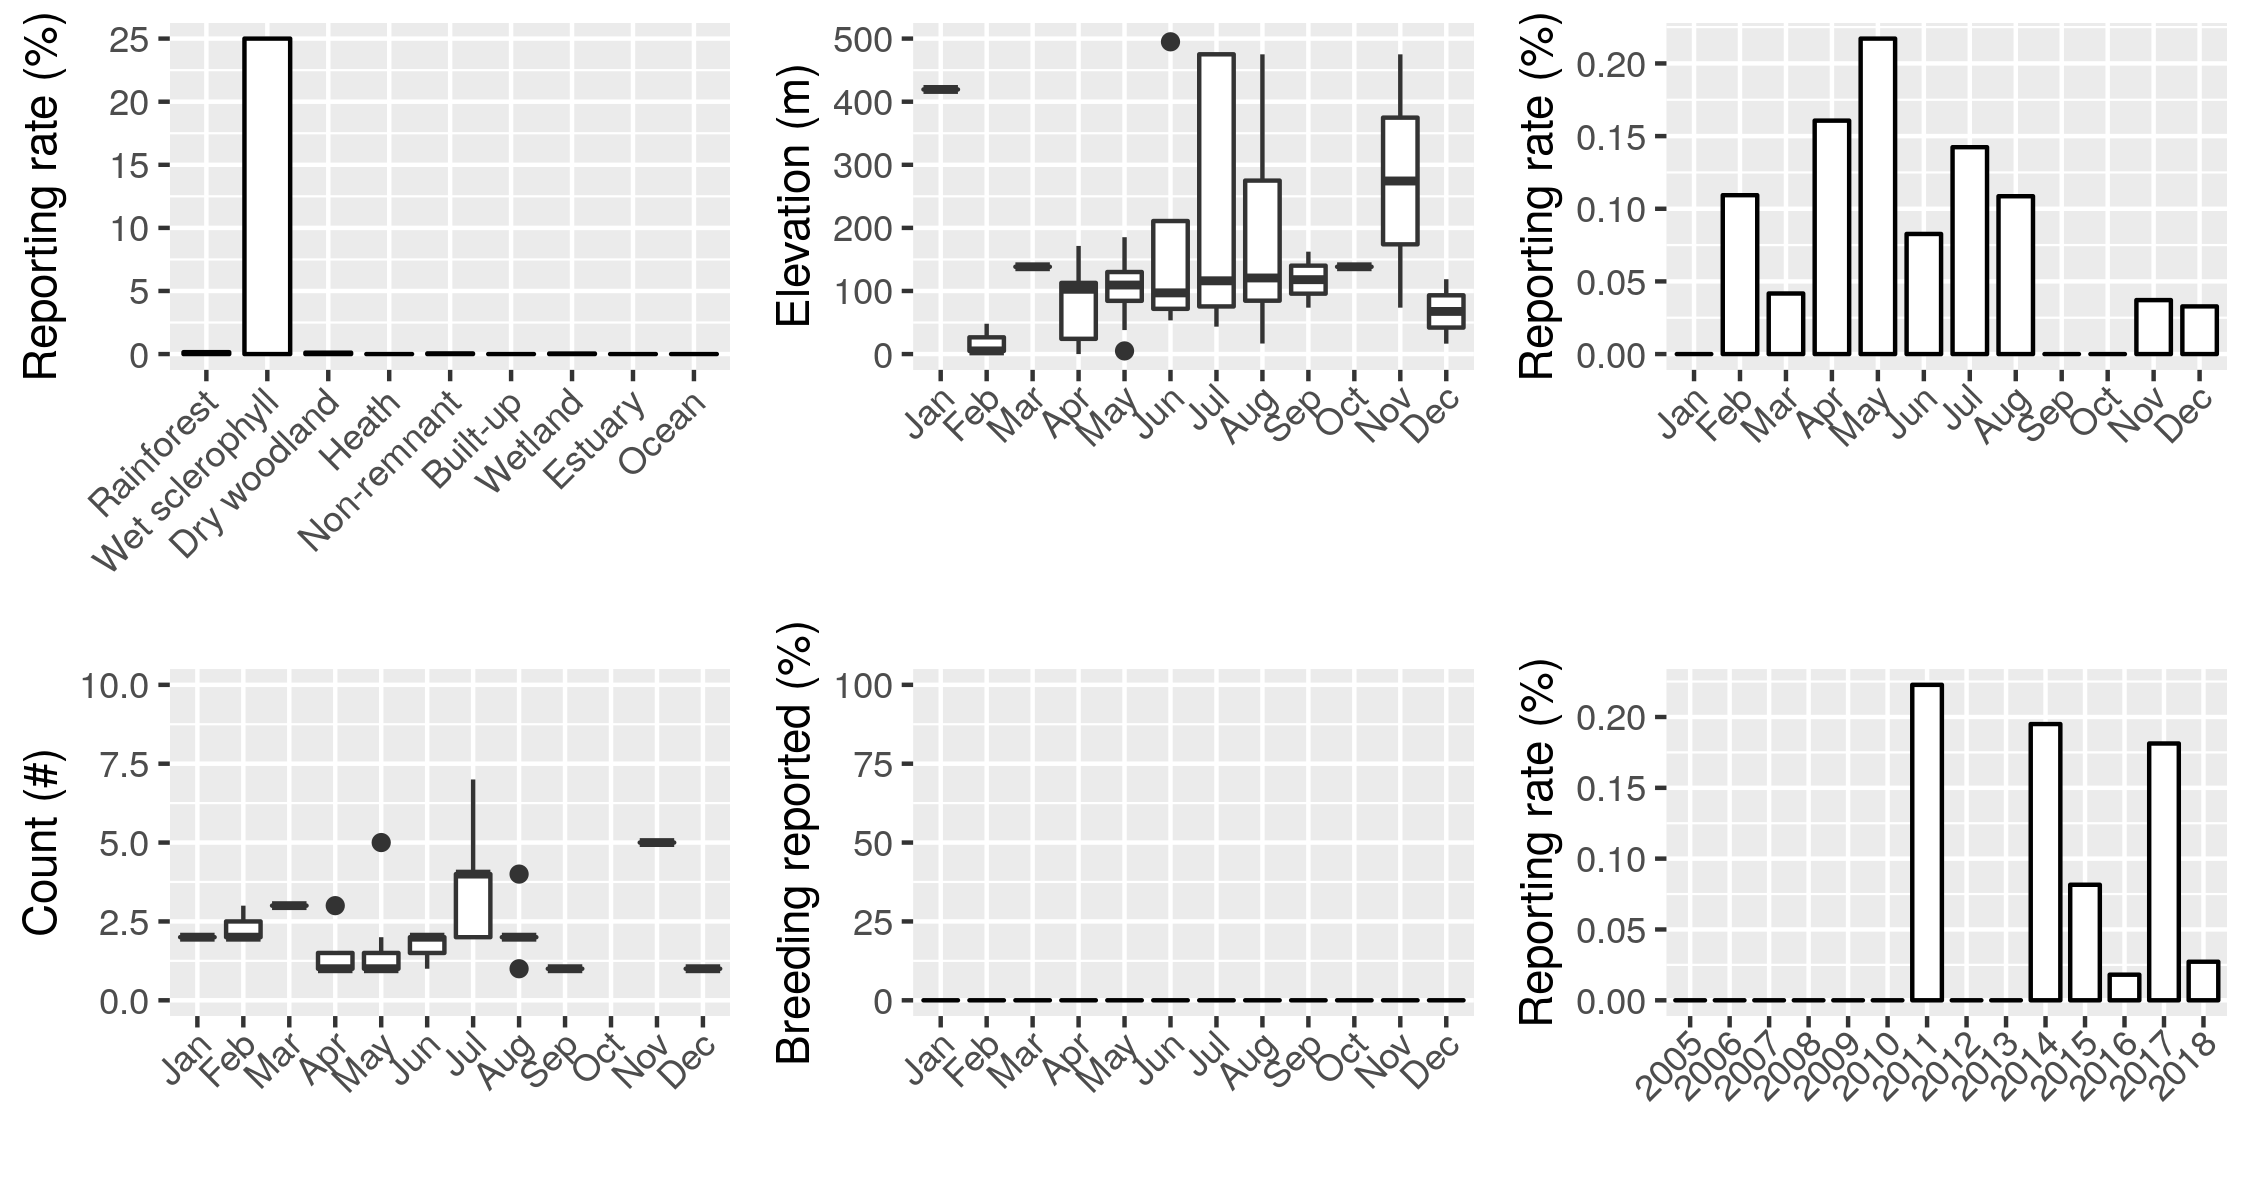 Reporting rate (%)
25
20
15
10
5
0
Rainforest
Wet sclerophyll
Dry woodland
Heath
Non-remnant
Built-up
Wetland
Estuary
Ocean
Elevation (m)
500
400
300
200
100
0
Jan
Feb
Mar
Apr
May
Jun
Jul
Aug
Sep
Oct
Nov
Dec
Reporting rate (%)
0.20
0.15
0.10
0.05
0.00
Jan
Feb
Mar
Apr
May
Jun
Jul
Aug
Sep
Oct
Nov
Dec
Count (#)
10.0
7.5
5.0
2.5
0.0
Jan
Feb
Mar
Apr
May
Jun
Jul
Aug
Sep
Oct
Nov
Dec
Breeding reported (%)
100
75
50
25
0
Jan
Feb
Mar
Apr
May
Jun
Jul
Aug
Sep
Oct
Nov
Dec
Reporting rate (%)
0.20
0.15
0.10
0.05
0.00
2005
2006
2007
2008
2009
2010
2011
2012
2013
2014
2015
2016
2017
2018